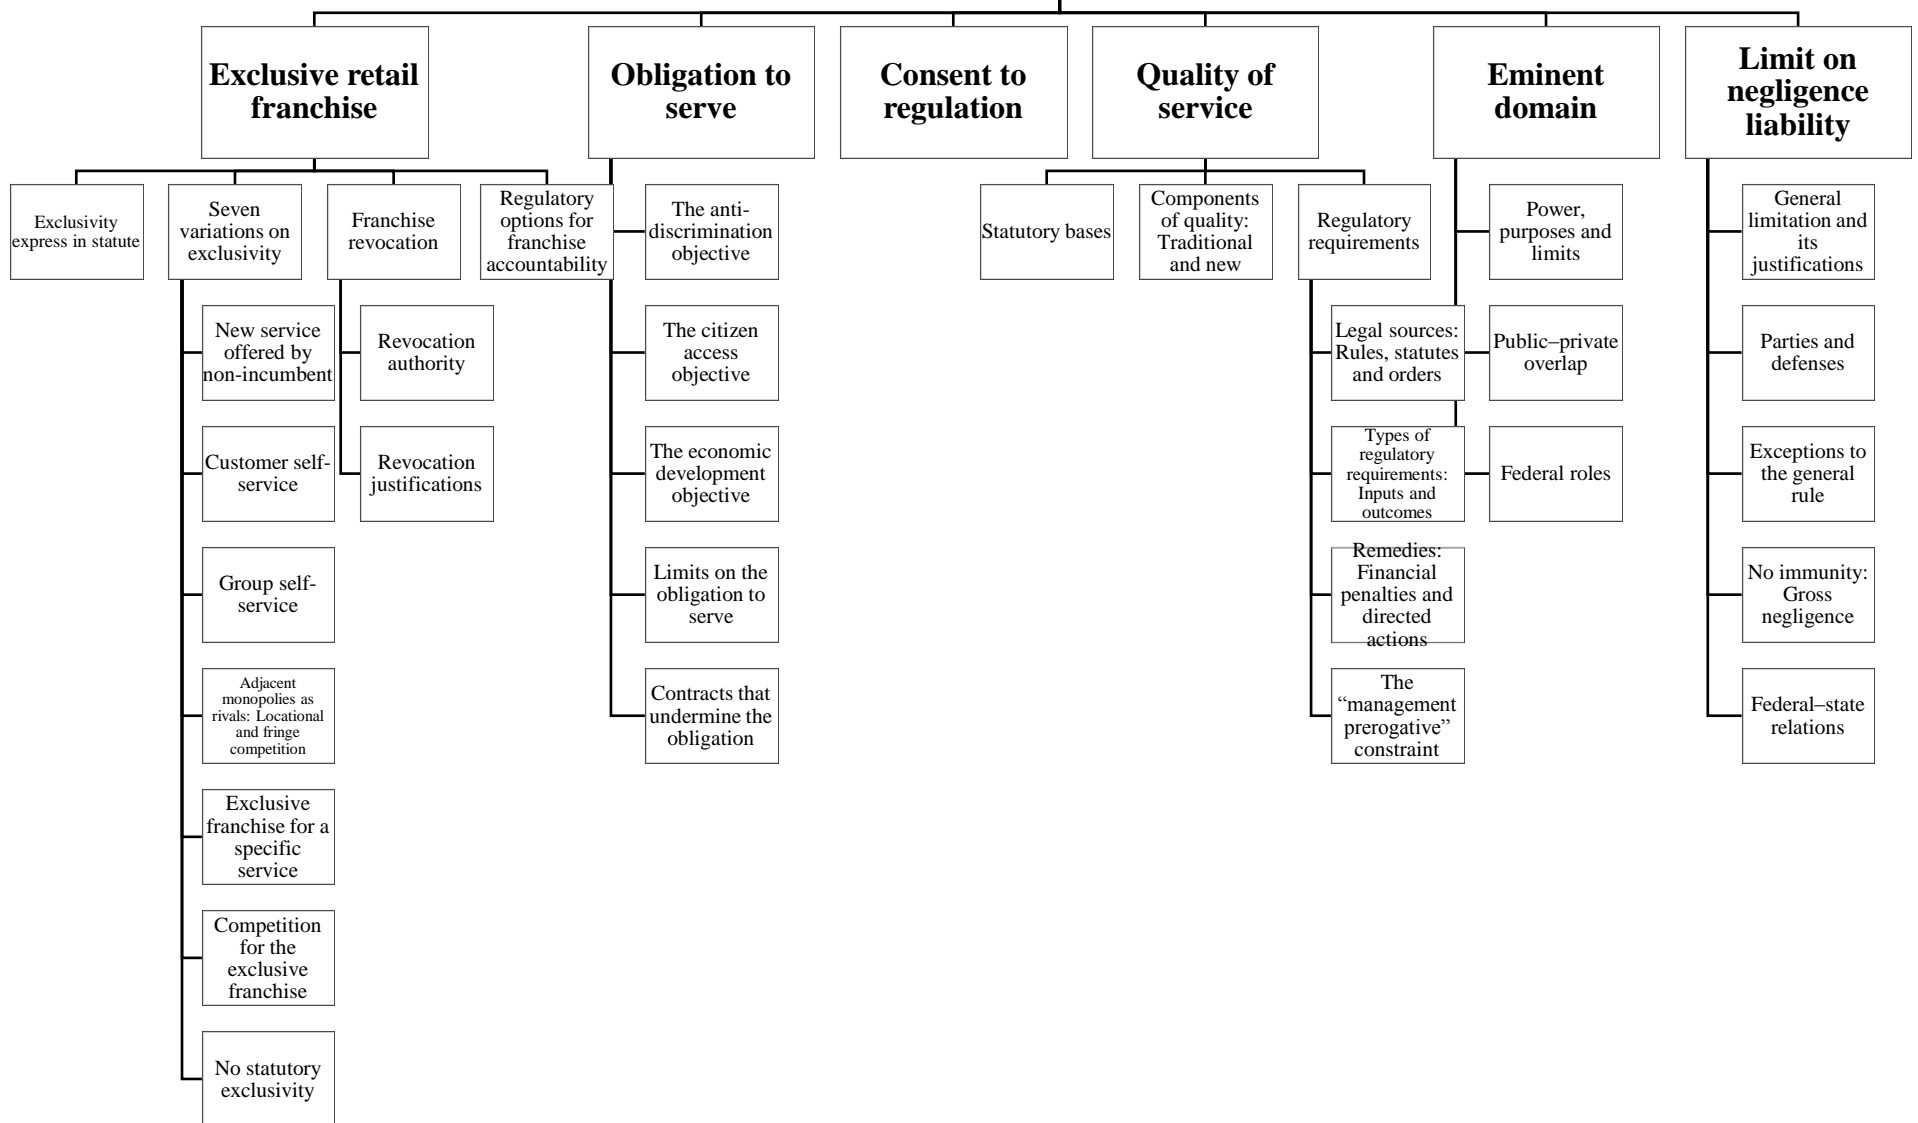 Exclusive retail
franchise
Obligation to
serve
Consent to
regulation
Quality of
service
Eminent
domain
Limit on
negligence
liability
Exclusivity
express in statute
Seven
variations on
exclusivity
Franchise
revocation
Regulatory
options for
franchise
accountability
The anti-
discrimination
objective
Statutory bases
Components
of quality:
Traditional
and new
Regulatory
requirements
Power,
purposes and
limits
General
limitation and
its
justifications
New service
offered by
non-incumbent
Revocation
authority
The citizen
access
objective
Legal sources:
Rules, statutes
and orders
Public–private
overlap
Parties and
defenses
Customer self-
service
Revocation
justifications
The economic
development
objective
Types of
regulatory
requirements:
Inputs and
outcomes
Federal roles
Exceptions to
the general
rule
Group self-
service
Limits on the
obligation to
serve
Remedies:
Financial
penalties and
directed
actions
No immunity:
Gross
negligence
Adjacent
monopolies as
rivals: Locational
and fringe
competition
Contracts that
undermine the
obligation
The
“management
prerogative”
constraint
Federal–state
relations
Exclusive
franchise for a
specific
service
Competition
for the
exclusive
franchise
No statutory
exclusivity